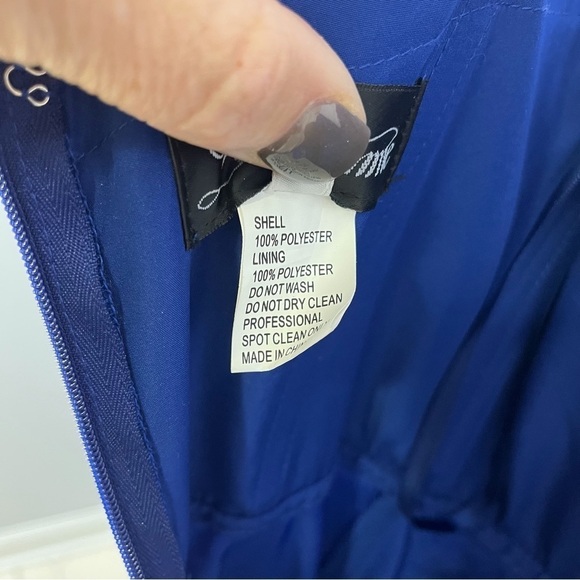 SHELL
100% POLYESTER
LINING
100% POLYESTER
DO NOT WASH
DO NOT DRY CLEAN
PROFESSIONAL
SPOT CLEAN ONLY
MADE IN CHINA